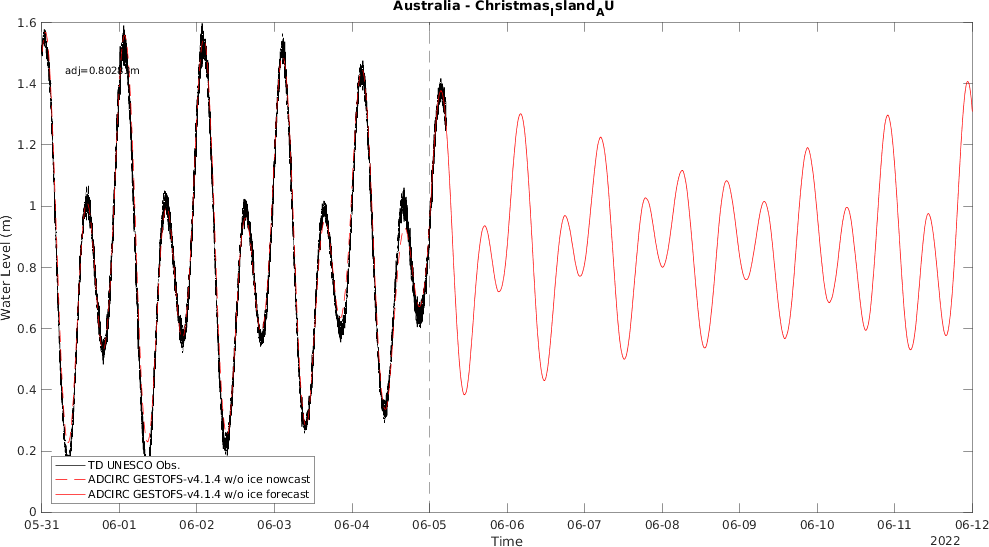 Australia - Christmas_Island_AU
1.6
1.4
1.2
1
0.8
0.6
0.4
0.2
0
Water Level (m)
TD UNESCO Obs.
ADCIRC GESTOFS-v4.1.4 w/o ice nowcast
ADCIRC GESTOFS-v4.1.4 w/o ice forecast
05-31 06-01 06-02 06-03 06-04 06-05 06-06 06-07 06-08 06-09 06-10 06-11 06-12
Time
2022